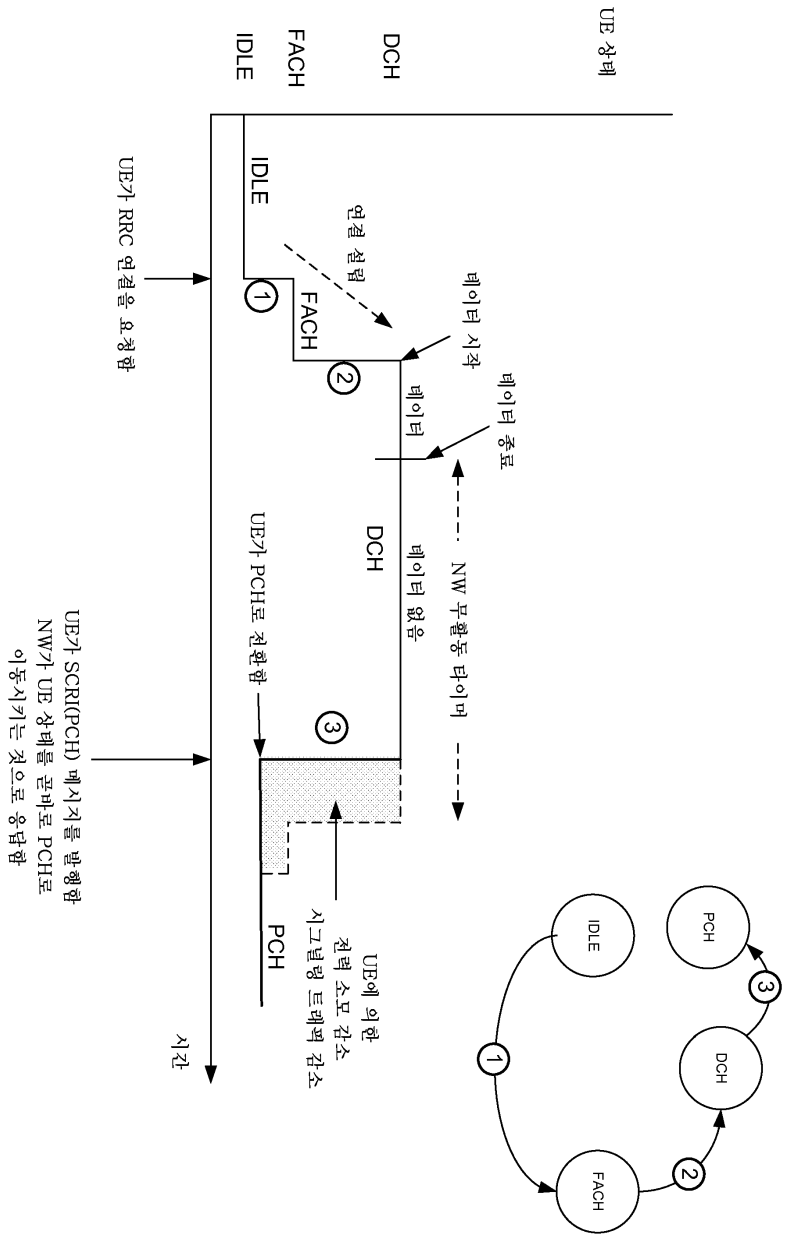 UE 상태
DCH
FACH
IDLE
IDLE
연결 설립
데이터 시작
데이터 종료
FACH
①
②
데이터
데이터 없음
NW 무활동 타이머
DCH
UE가 PCH로 전환함
③
PCH
UE에 의한
전력 소모 감소
시그널링 트래픽 감소
시간
UE가 RRC 연결을 요청함
UE가 SCRI(PCH) 메시지를 발행함
NW가 UE 상태를 곧바로 PCH로
이동시키는 것으로 응답함
PCH
③
DCH
IDLE
①
②
FACH